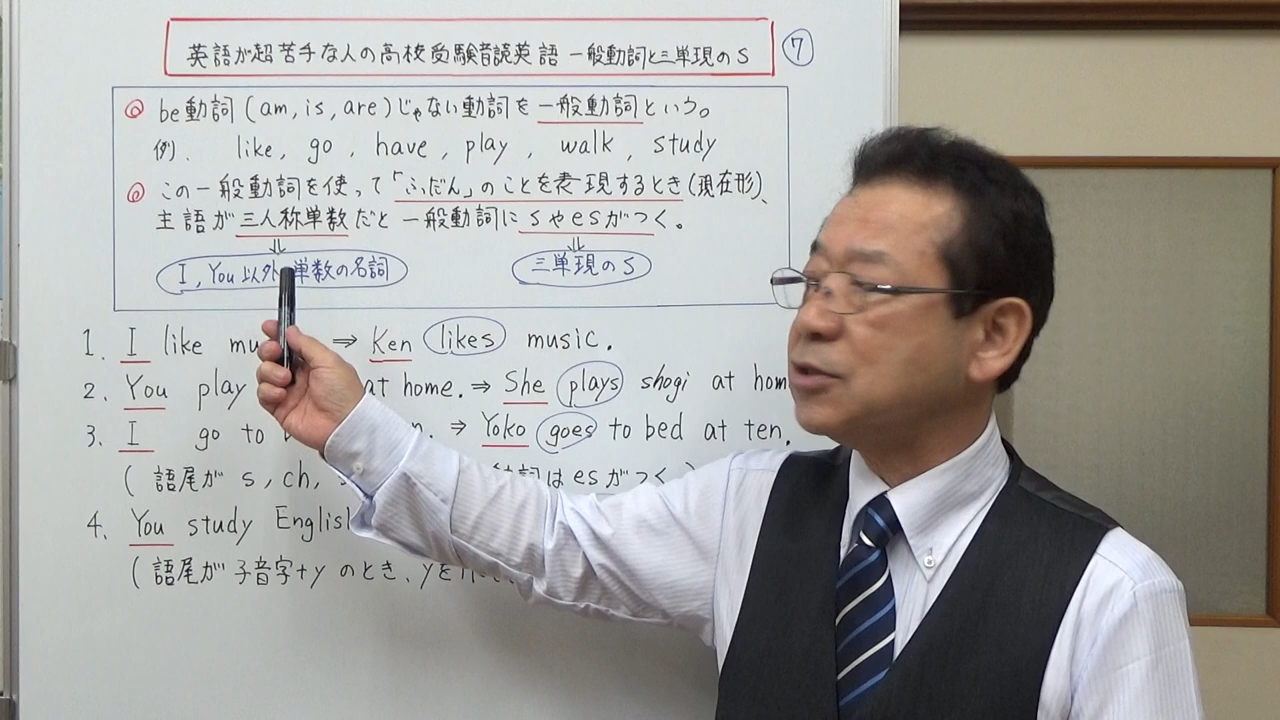 英語が超苦手な人の高校受験音読英語 一般動詞と三単現のS ⑦
◎ be動詞(am, is, are)じゃない動詞を一般動詞という。
例、 like, go, have, play, walk, study
◎ この一般動詞を使って「ふだん」のことを表現するとき(現在形)、
主語が三人称単数だと一般動詞にsやesがつく。
⇓ ⇓
I, You以外 単数の名詞 三単現のS
1. I like mu ⇒ Ken likes music.
2. You play at home. ⇒ She plays shogi at hom
3. I go to n. ⇒ Yoko goes to bed at ten.
(語尾が s, ch, 動詞はesがつく)
4. You study English
(語尾が子音字+yのとき、yを